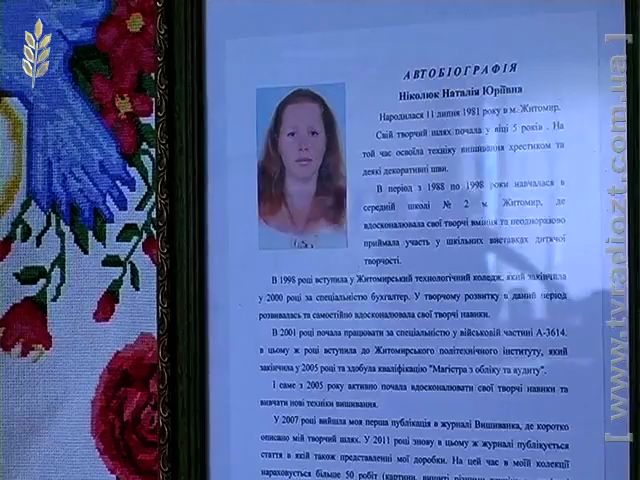 АВТОБІОГРАФІЯ
Ніколюк Наталія Юріївна
Народилася 11 липня 1981 року в м. Житомир.
Свій творчий шлях почала у віці 5 років . На
той час освоїла техніку вишивання хрестиком та
деякі декоративні шви.
В період з 1988 по 1998 роки навчалася в
середній школі № 2 м. Житомир, де
вдосконалювала свої творчі вміння та неодноразово
приймала участь у шкільних виставках дитячої
творчості.
В 1998 році вступила у Житомирський технологічний коледж, який закінчила
у 2000 році за спеціальністю бухгалтер. У творчому розвитку в даний період
розвивалась та самостійно вдосконалювала свої творчі навики.
В 2001 році почала працювати за спеціальністю у військовій частині А-3614,
в цьому ж році вступила до Житомирського політехнічного інституту, який
закінчила у 2005 році та здобула кваліфікацію "Магістра з обліку та аудиту".
І саме з 2005 року активно почала вдосконалювати свої творчі навики та
вивчати нові техніки вишивання.
У 2007 році вийшла моя перша публікація в журналі Вишиванка, де коротко
описано мій творчий шлях. У 2011 році знову в цьому ж журналі публікується
стаття в якій також представленні мої доробки. На цей час в моїй колекції
нараховується більше 50 робіт (картини, вишиті різними
[ www.tvradiozt.com.ua ]